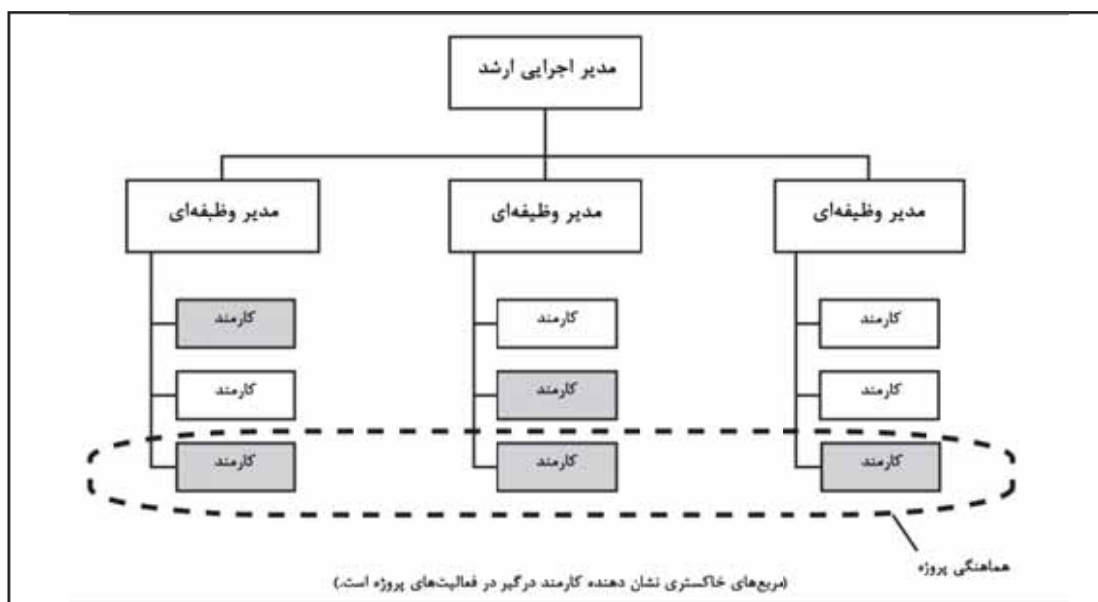 مدیر اجرایی ارشد
مدیر وظیفه‌ای
مدیر وظیفه‌ای
مدیر وظیفه‌ای
کارمند
کارمند
کارمند
کارمند
کارمند
کارمند
کارمند
کارمند
کارمند
هماهنگی پروژه
(مربع‌های خاکستری نشان دهنده کارمند درگیر در فعالیت‌های پروژه است.)